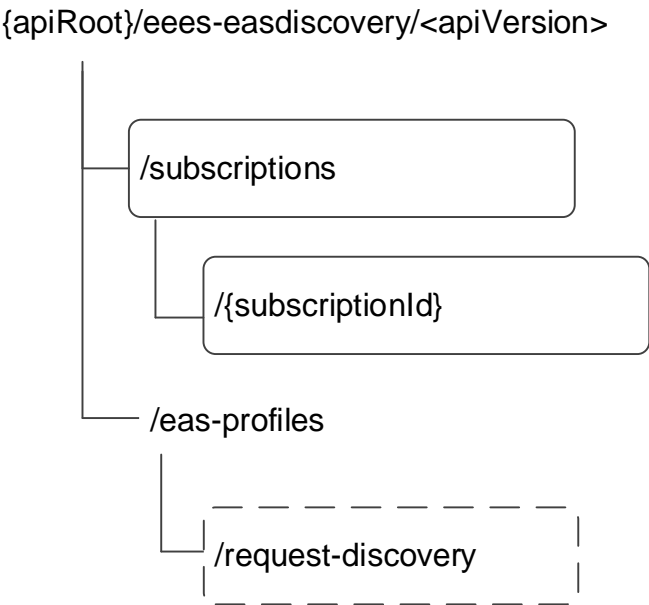 {apiRoot}/eees-easdiscovery/<apiVersion>
/subscriptions
/{subscriptionId}
/eas-profiles
/request-discovery